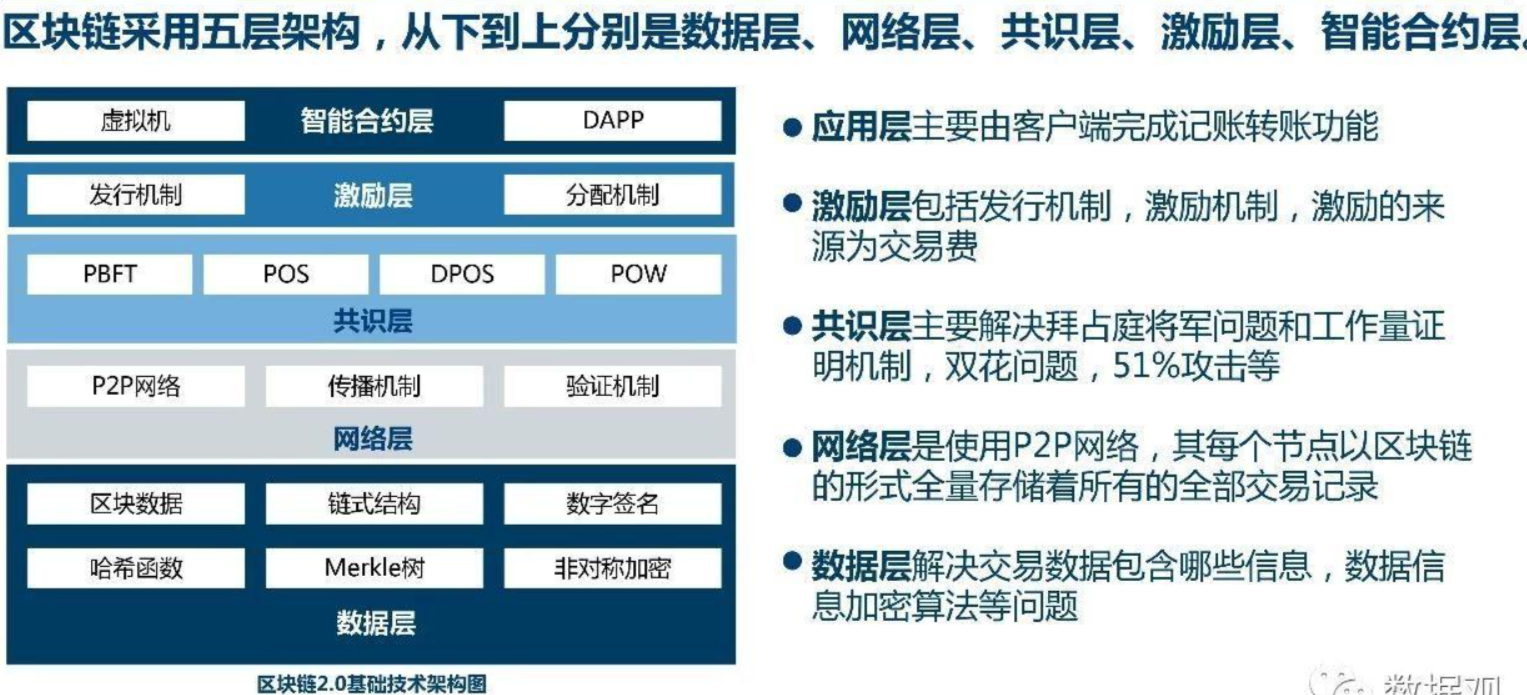 区块链采用五层架构，从下到上分别是数据层、网络层、共识层、激励层、智能合约层。
虚拟机
智能合约层
DAPP
发行机制
激励层
分配机制
PBFT
POS
DPOS
POW
共识层
P2P网络
传播机制
验证机制
网络层
区块数据
链式结构
数字签名
哈希函数
Merkle树
非对称加密
数据层
区块链2.0基础技术架构图
● 应用层主要由客户端完成记账转账功能
● 激励层包括发行机制，激励机制，激励的来
源为交易费
● 共识层主要解决拜占庭将军问题和工作量证
明机制，双花问题，51%攻击等
● 网络层是使用P2P网络，其每个节点以区块链
的形式全量存储着所有的全部交易记录
● 数据层解决交易数据包含哪些信息，数据信
息加密算法等问题
数据观